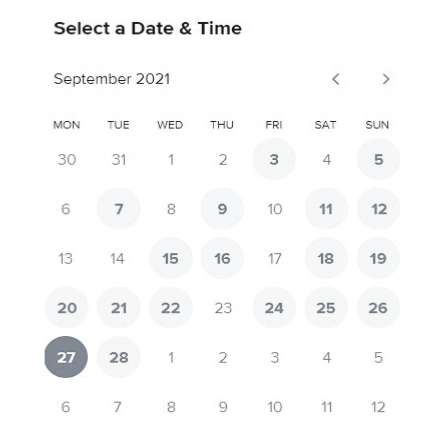 Select a Date & Time
September 2021
MON TUE WED THU FRI SAT SUN
30 31 1 2 3 4 5
6 7 8 9 10 11 12
13 14 15 16 17 18 19
20 21 22 23 24 25 26
27 28 1 2 3 4 5
6 7 8 9 10 11 12